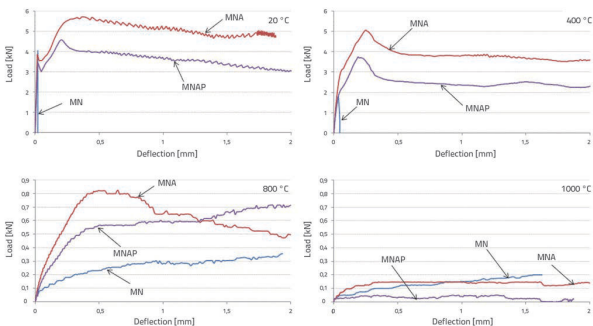 6
5
4
3
2
1
0
Load [kN]
20 °C
MNA
MNAP
MN
0
0,5
1
1,5
2
Deflection [mm]
6
5
4
3
2
1
0
Load [kN]
400 °C
MNA
MNAP
MN
0
0,5
1
1,5
2
Deflection [mm]
0,9
0,8
0,7
0,6
0,5
0,4
0,3
0,2
0,1
0
Load [kN]
800 °C
MNA
MNAP
MN
0
0,5
1
1,5
2
Deflection [mm]
0,9
0,8
0,7
0,6
0,5
0,4
0,3
0,2
0,1
0
Load [kN]
1000 °C
MN
MNAP
MNA
0
0,5
1
1,5
2
Deflection [mm]